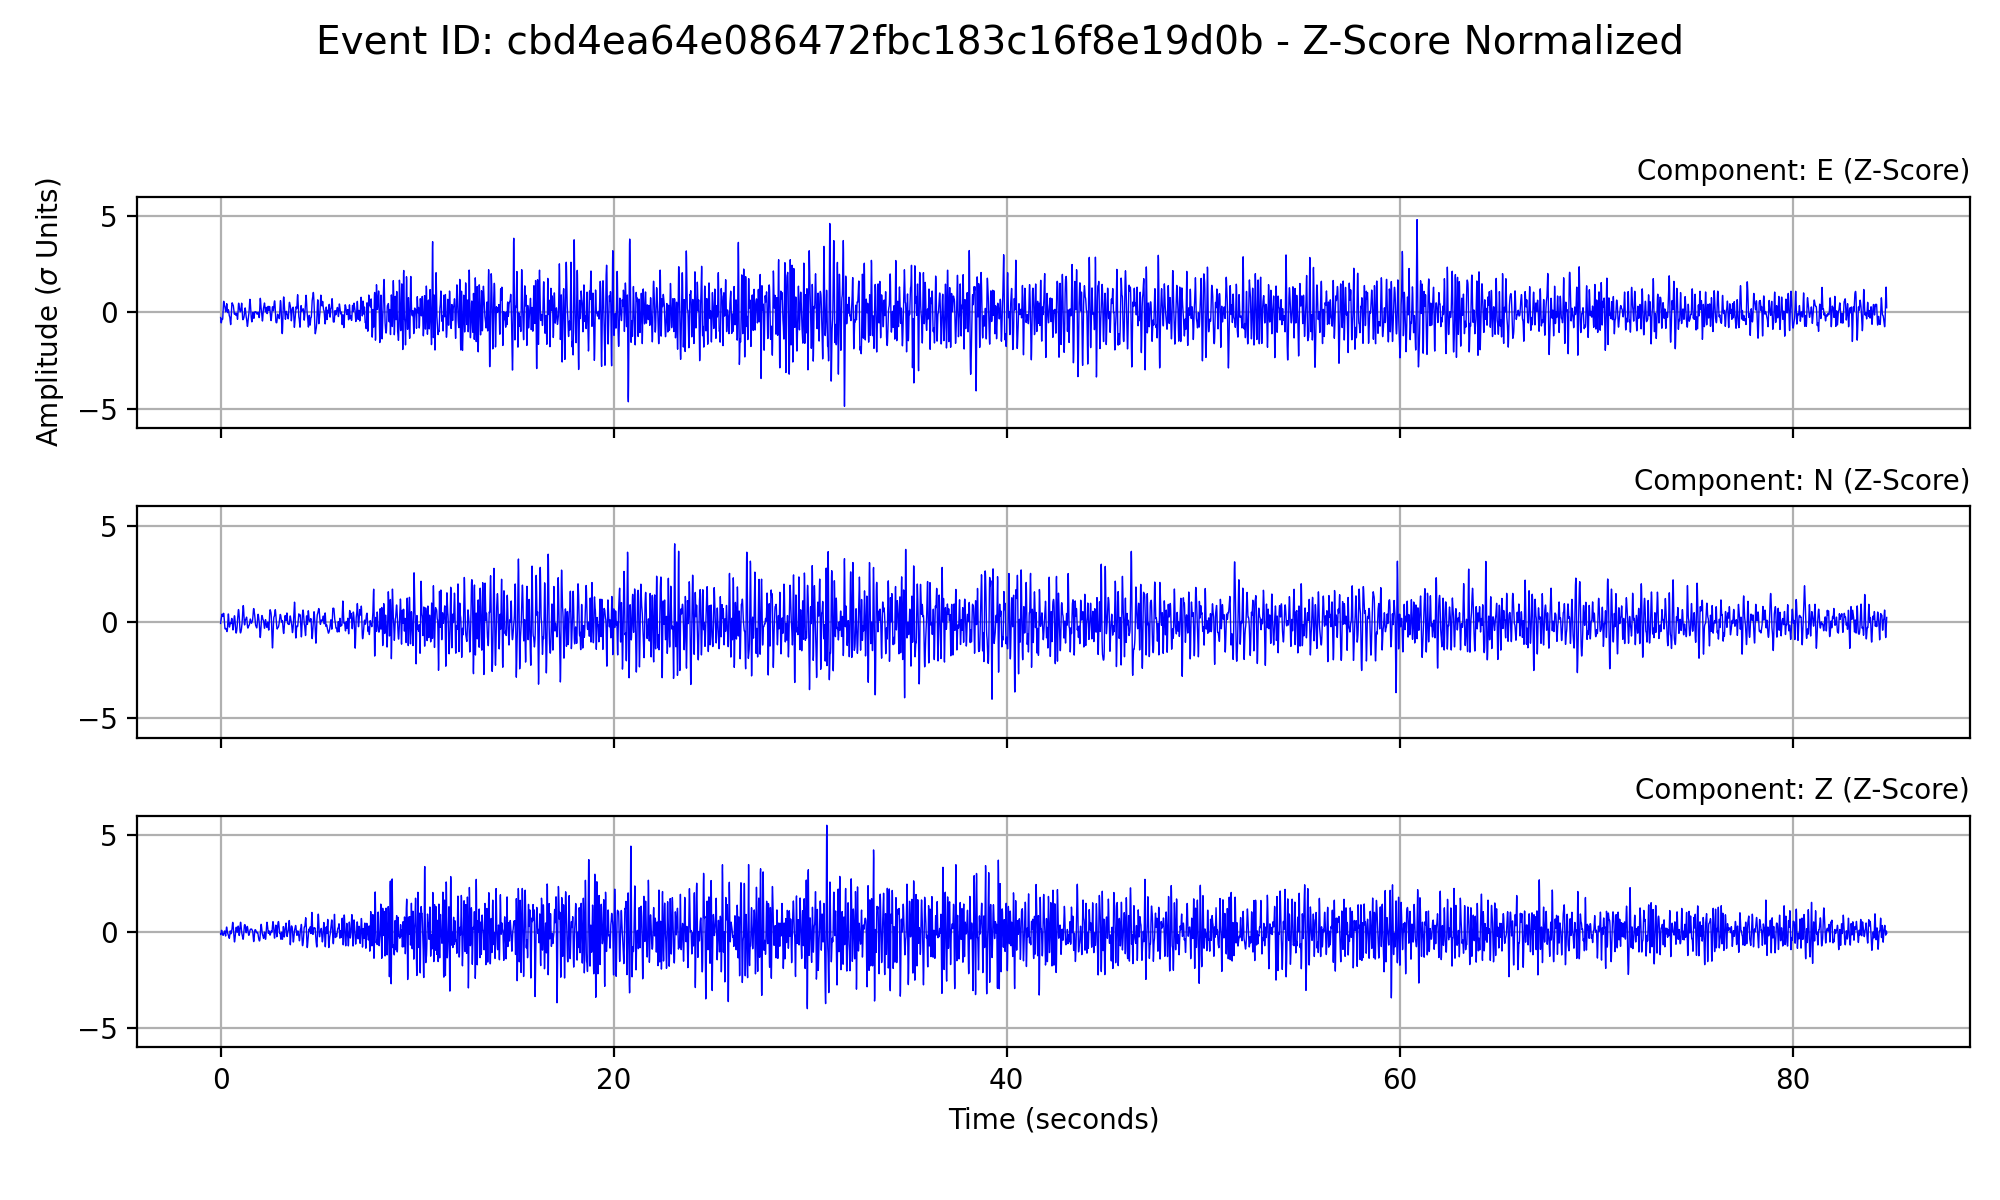 Event ID: cbd4ea64e086472fbc183c16f8e19d0b - Z-Score Normalized
Component: E (Z-Score)
Amplitude (σ Units)
5
0
−5
Component: N (Z-Score)
5
0
−5
Component: Z (Z-Score)
5
0
−5
0 20 40 60 80
Time (seconds)